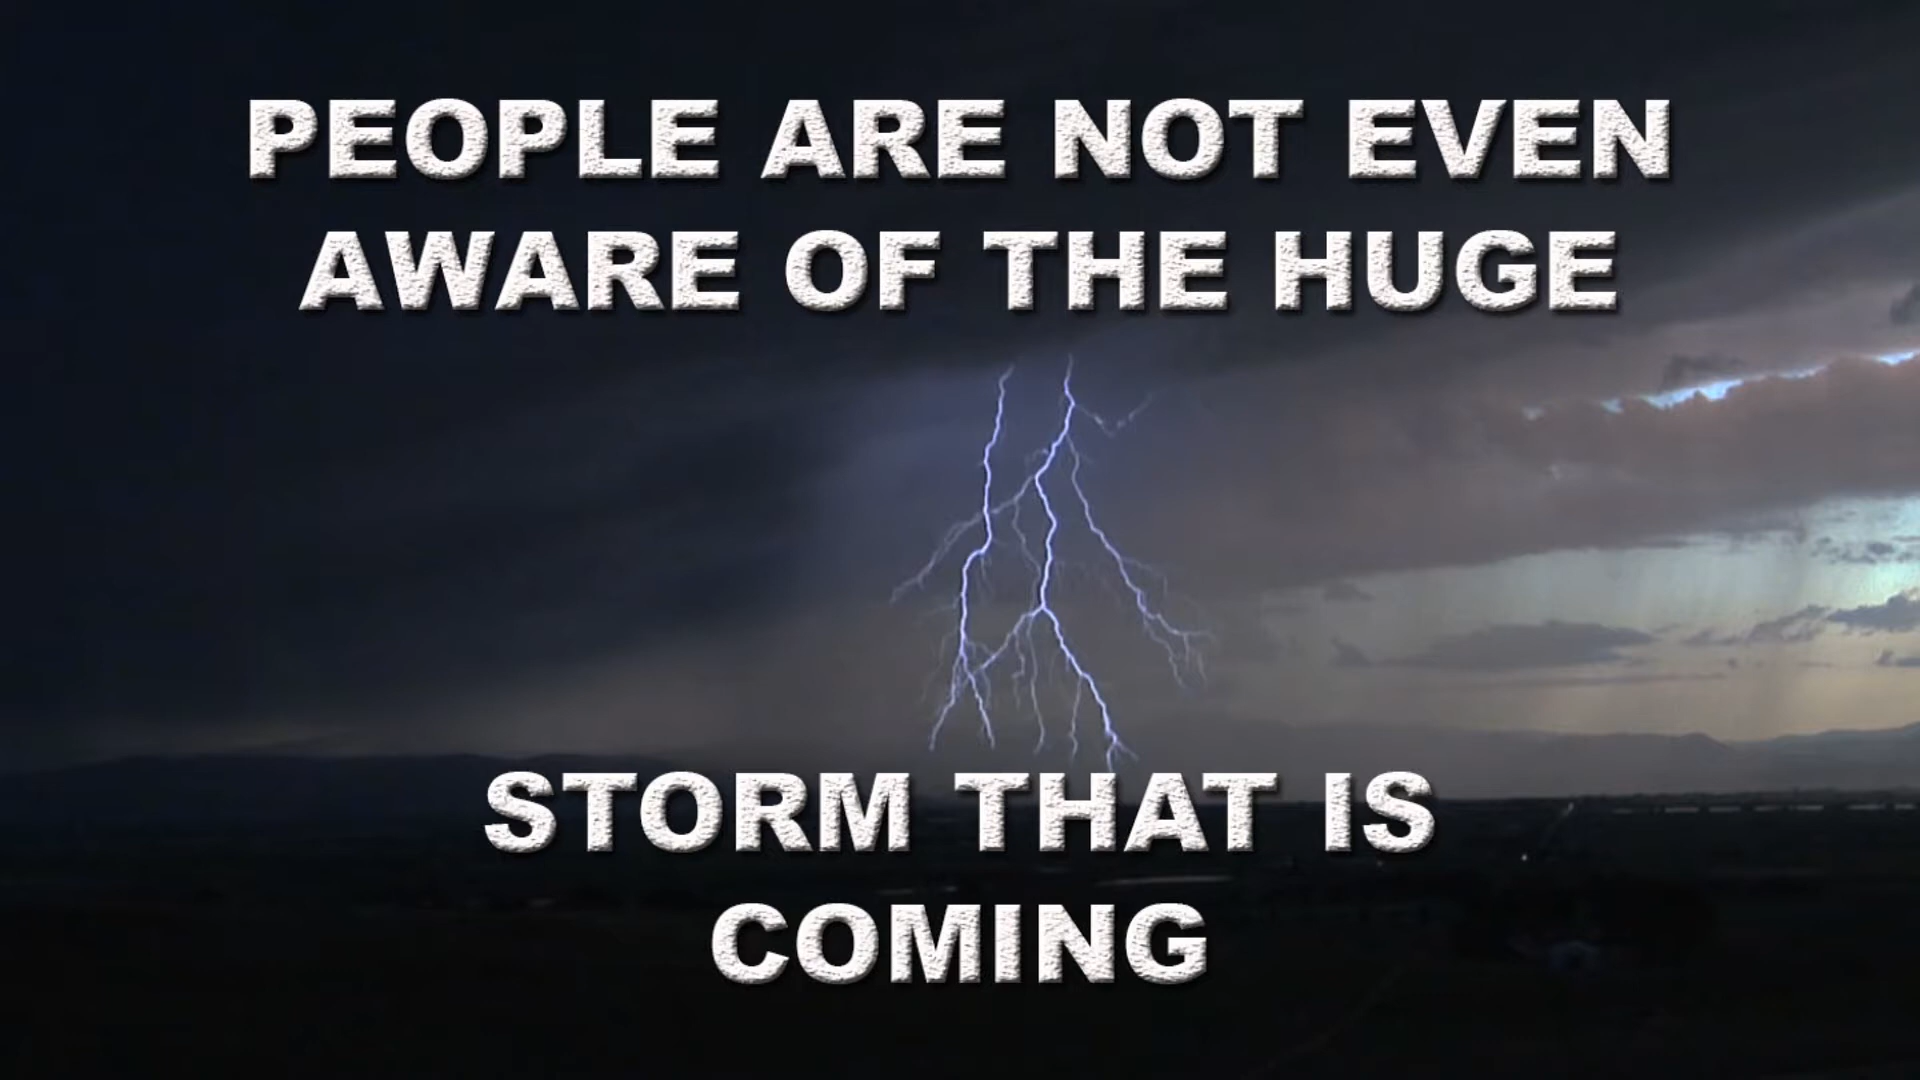 PEOPLE ARE NOT EVEN
AWARE OF THE HUGE
STORM THAT IS
COMING